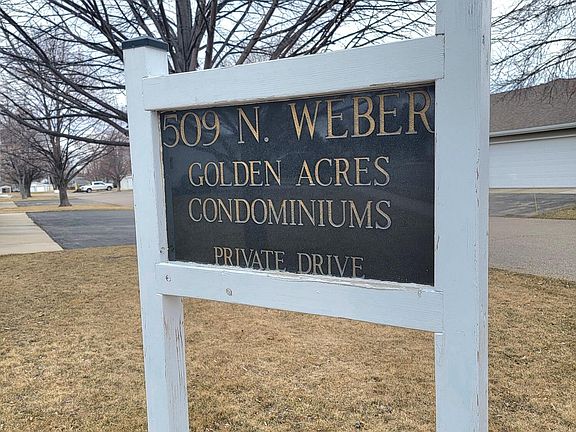 509 N. WEBER
GOLDEN ACRES
CONDOMINIUMS
PRIVATE DRIVE